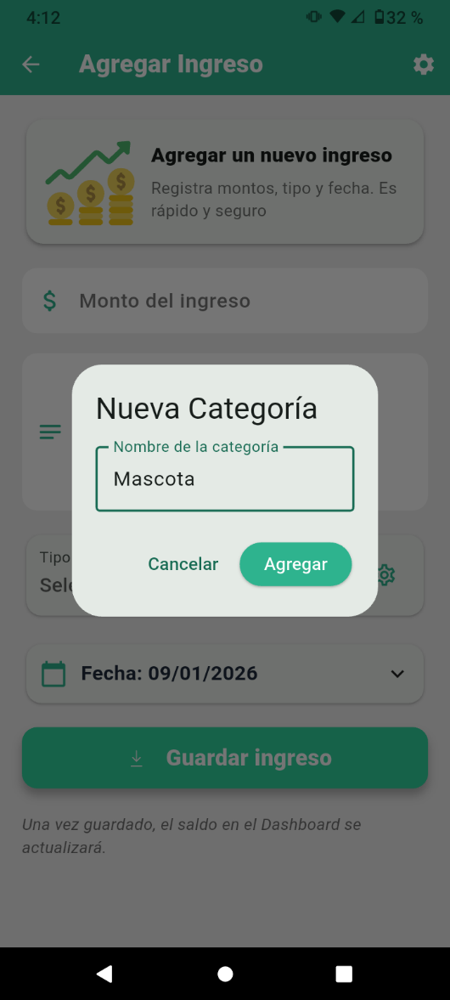 4:12
32 %
Agregar Ingreso
Agregar un nuevo ingreso
Registra montos, tipo y fecha. Es
rápido y seguro
$ Monto del ingreso
Nueva Categoría
Nombre de la categoría
Mascota
Cancelar
Agregar
Tipo
Fecha: 09/01/2026
Guardar ingreso
Una vez guardado, el saldo en el Dashboard se
actualizará.